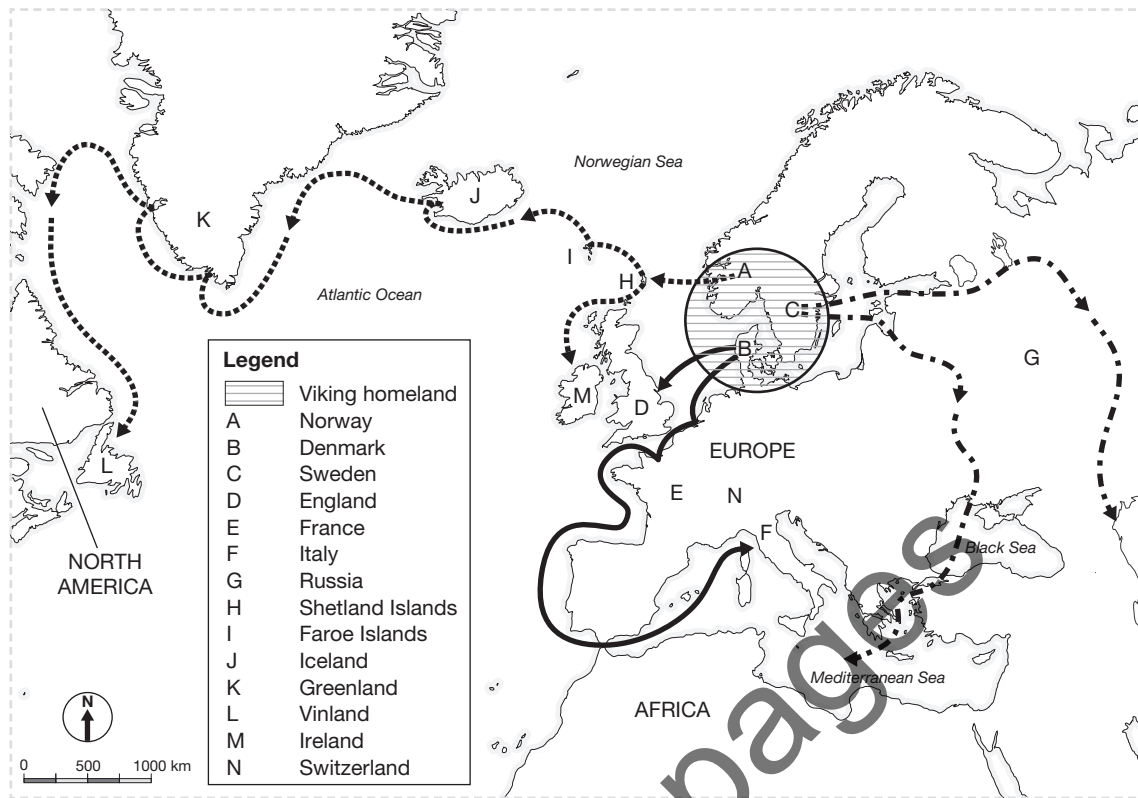 Norwegian Sea
J
K
I
A
H
C
Atlantic Ocean
G
B
M
D
L
NORTH
AMERICA
EUROPE
E
N
F
Black Sea
Mediterranean Sea
AFRICA
Legend
Viking homeland
A Norway
B Denmark
C Sweden
D England
E France
F Italy
G Russia
H Shetland Islands
I Faroe Islands
J Iceland
K Greenland
L Vinland
M Ireland
N Switzerland
N
0 500 1000 km
pages